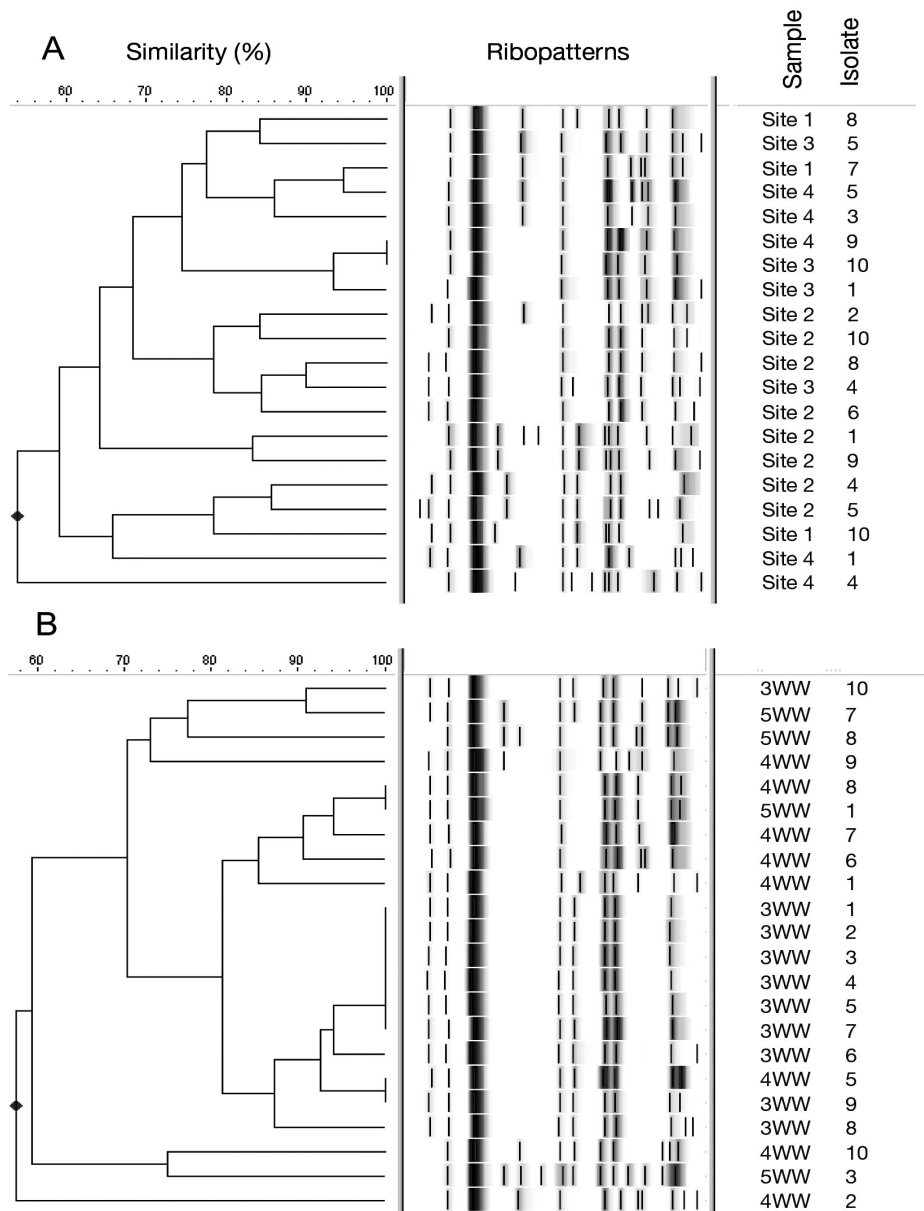 A Similarity (%) Ribopatterns Sample Isolate
60 70 80 90 100
Site 1 8
Site 3 5
Site 1 7
Site 4 5
Site 4 3
Site 4 9
Site 3 10
Site 3 1
Site 2 2
Site 2 10
Site 2 8
Site 3 4
Site 2 6
Site 2 1
Site 2 9
Site 2 4
Site 2 5
Site 1 10
Site 4 1
Site 4 4
B
60 70 80 90 100
3WW 10
5WW 7
5WW 8
4WW 9
4WW 8
5WW 1
4WW 7
4WW 6
4WW 1
3WW 1
3WW 2
3WW 3
3WW 4
3WW 5
3WW 7
3WW 6
4WW 5
3WW 9
3WW 8
4WW 10
5WW 3
4WW 2